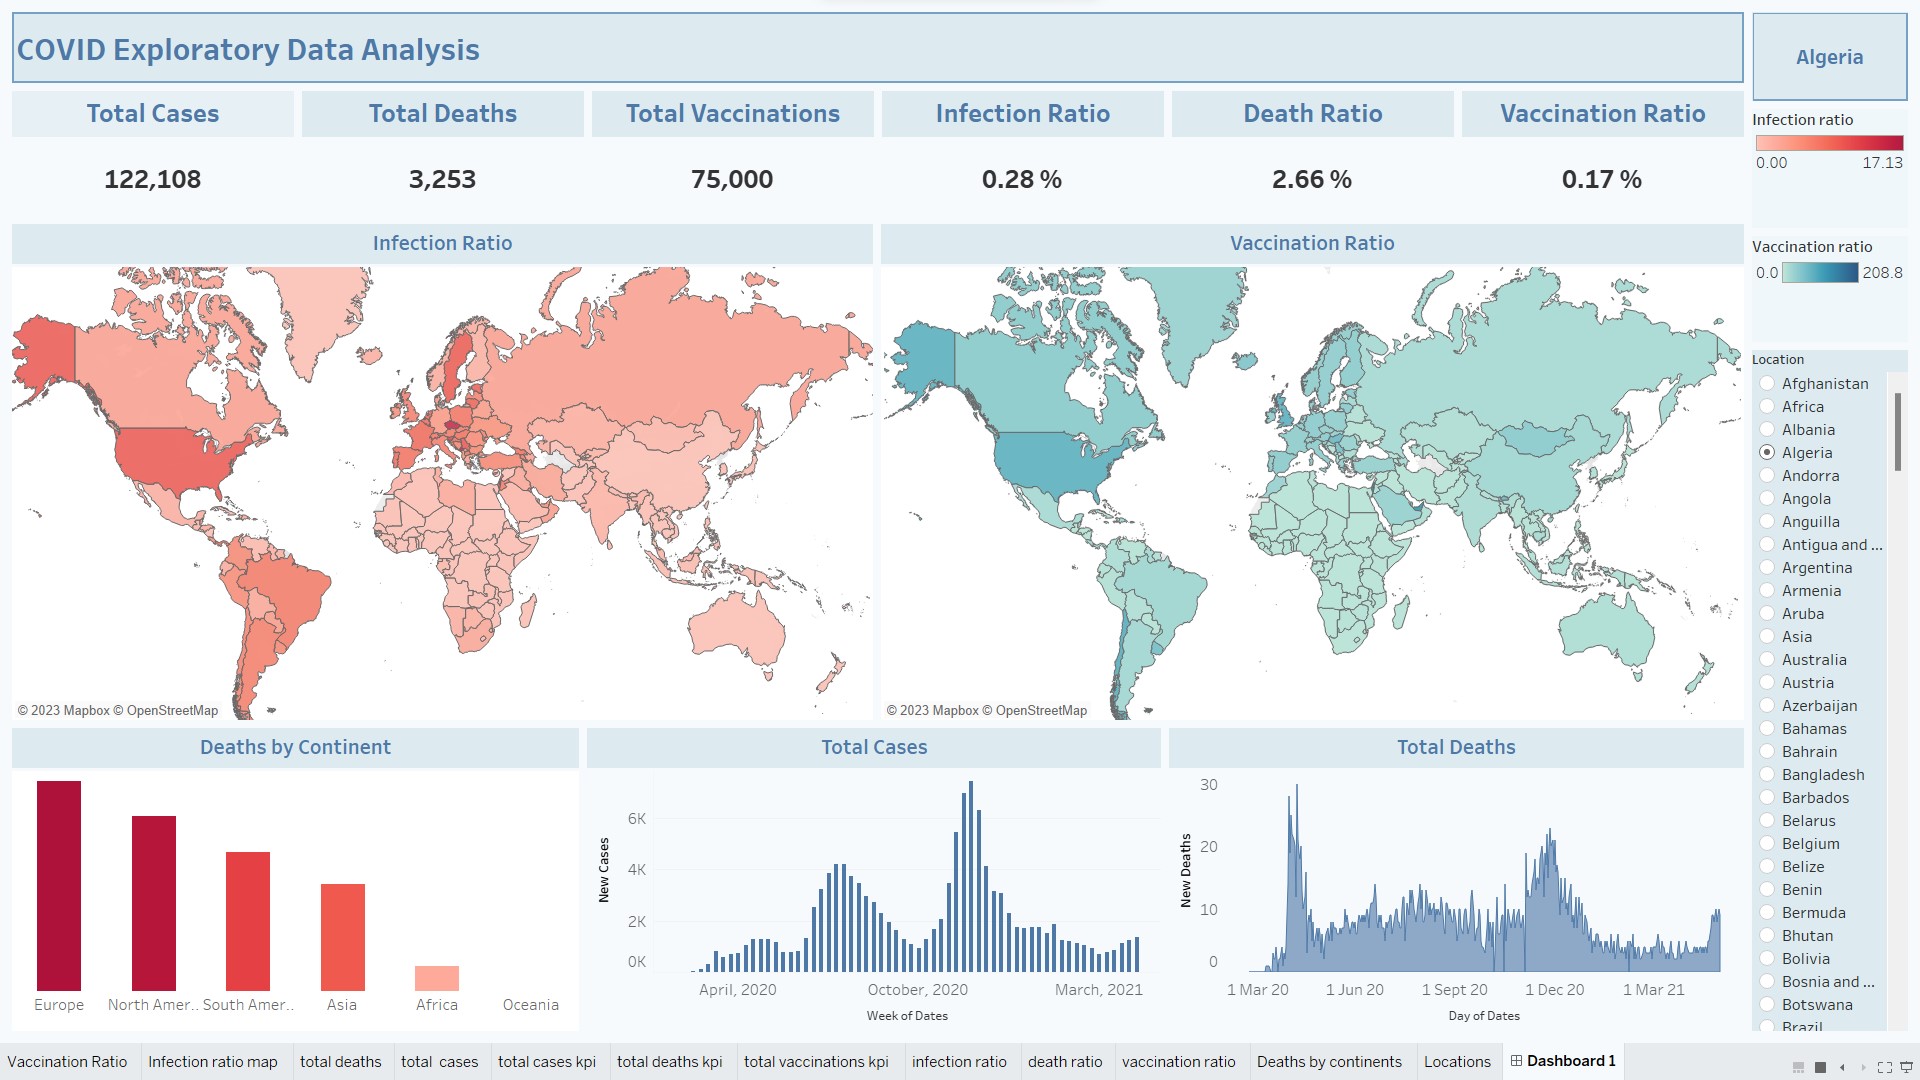 COVID Exploratory Data Analysis
Algeria
Total Cases
Total Deaths
Total Vaccinations
Infection Ratio
Death Ratio
Vaccination Ratio
122,108
3,253
75,000
0.28 %
2.66 %
0.17 %
Infection ratio
0.00
17.13
Vaccination ratio
0.0
208.8
Infection Ratio
© 2023 Mapbox © OpenStreetMap
Vaccination Ratio
© 2023 Mapbox © OpenStreetMap
Location
Afghanistan
Africa
Albania
Algeria
Andorra
Angola
Anguilla
Antigua and ...
Argentina
Armenia
Aruba
Asia
Australia
Austria
Azerbaijan
Bahamas
Bahrain
Bangladesh
Barbados
Belarus
Belgium
Belize
Benin
Bermuda
Bhutan
Bolivia
Bosnia and ...
Botswana
Brazil
Deaths by Continent
Europe
North Amer..
South Amer..
Asia
Africa
Oceania
Total Cases
New Cases
6K
4K
2K
0K
April, 2020
October, 2020
March, 2021
Week of Dates
Total Deaths
New Deaths
30
20
10
0
1 Mar 20
1 Jun 20
1 Sept 20
1 Dec 20
1 Mar 21
Day of Dates
Vaccination Ratio
Infection ratio map
total deaths
total cases
total cases kpi
total deaths kpi
total vaccinations kpi
infection ratio
death ratio
vaccination ratio
Deaths by continents
Locations
Dashboard 1